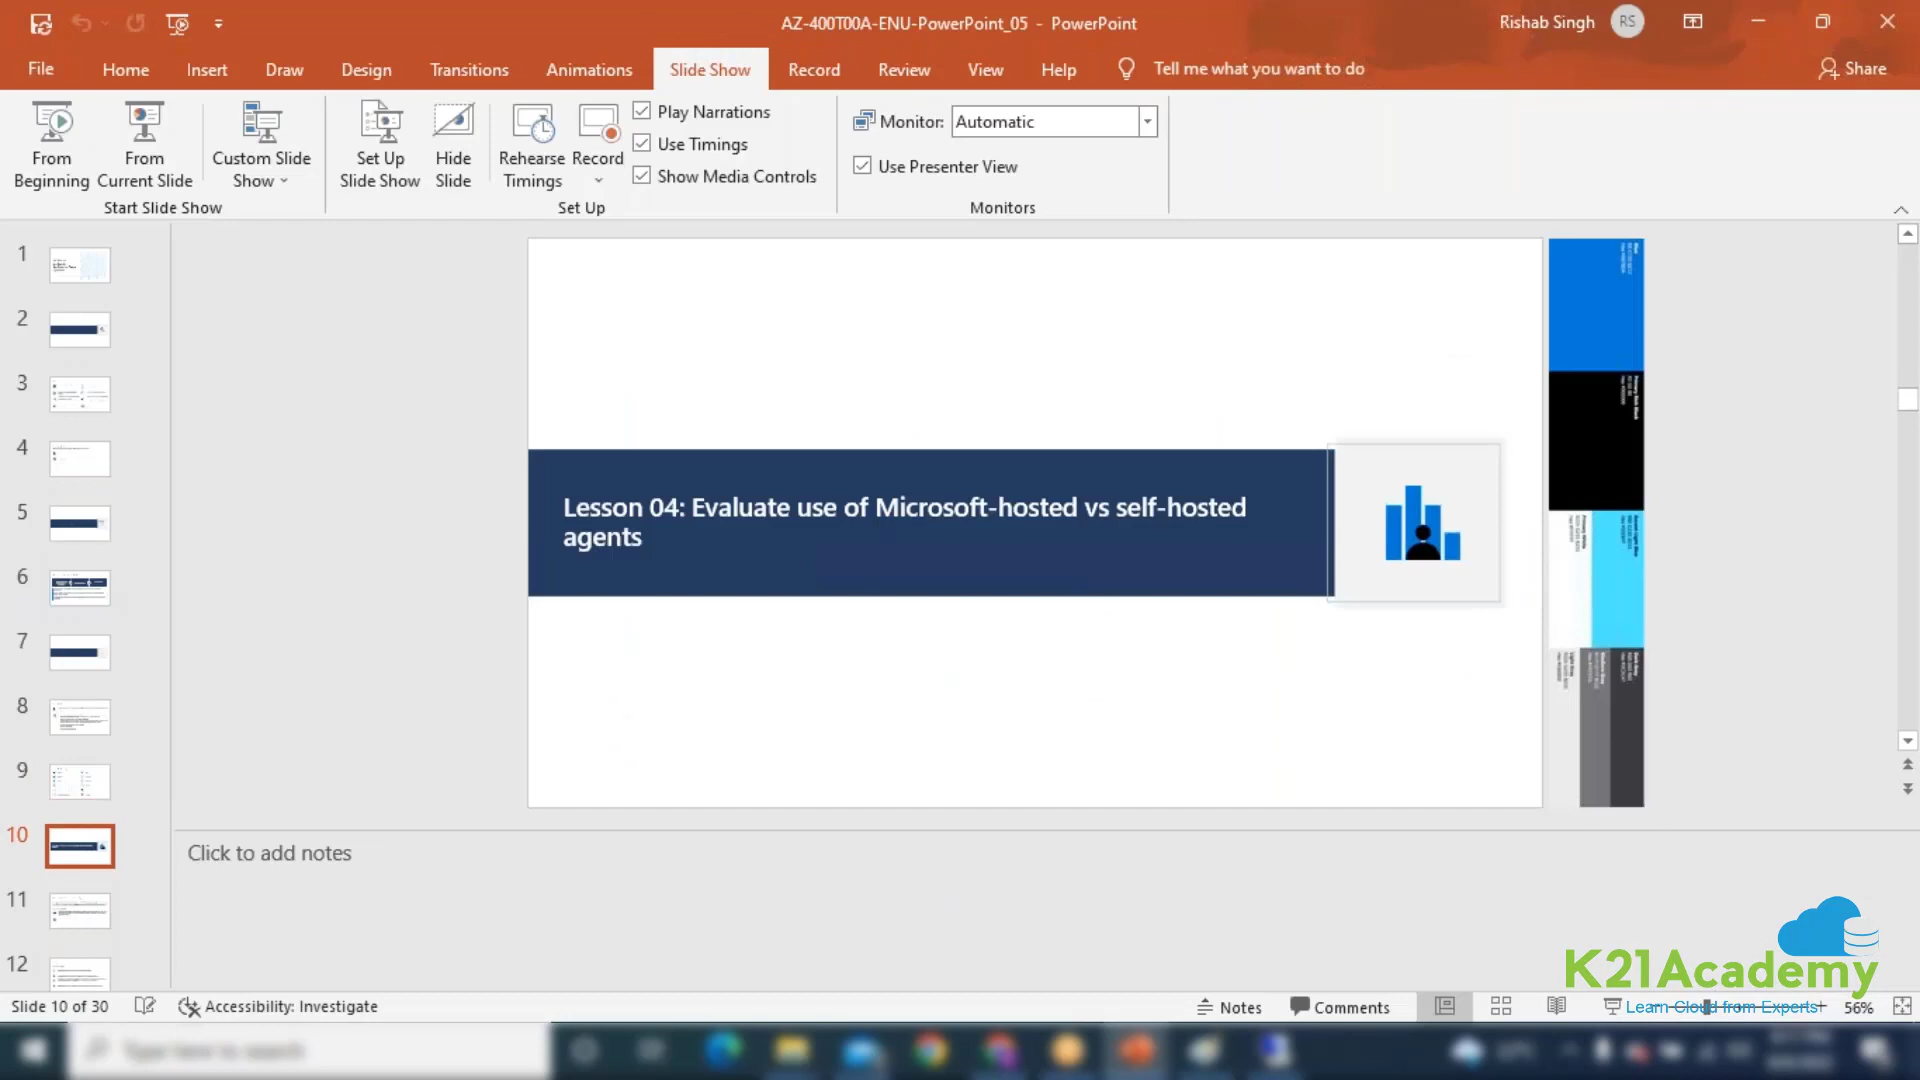 AZ-400T00A-ENU-PowerPoint_05 - PowerPoint
Rishab Singh
RS
File
Home
Insert
Draw
Design
Transitions
Animations
Slide Show
Record
Review
View
Help
Tell me what you want to do
Share
From
Beginning
From
Current Slide
Custom Slide
Show
Set Up
Slide Show
Hide
Slide
Rehearse
Timings
Record
Play Narrations
Use Timings
Show Media Controls
Monitor:
Automatic
Use Presenter View
Start Slide Show
Set Up
Monitors
1
2
3
4
5
6
7
8
9
10
11
12
Lesson 04: Evaluate use of Microsoft-hosted vs self-hosted
agents
Click to add notes
K21Academy
Learn Cloud from Experts
Slide 10 of 30
Accessibility: Investigate
Notes
Comments
56%
Type here to search